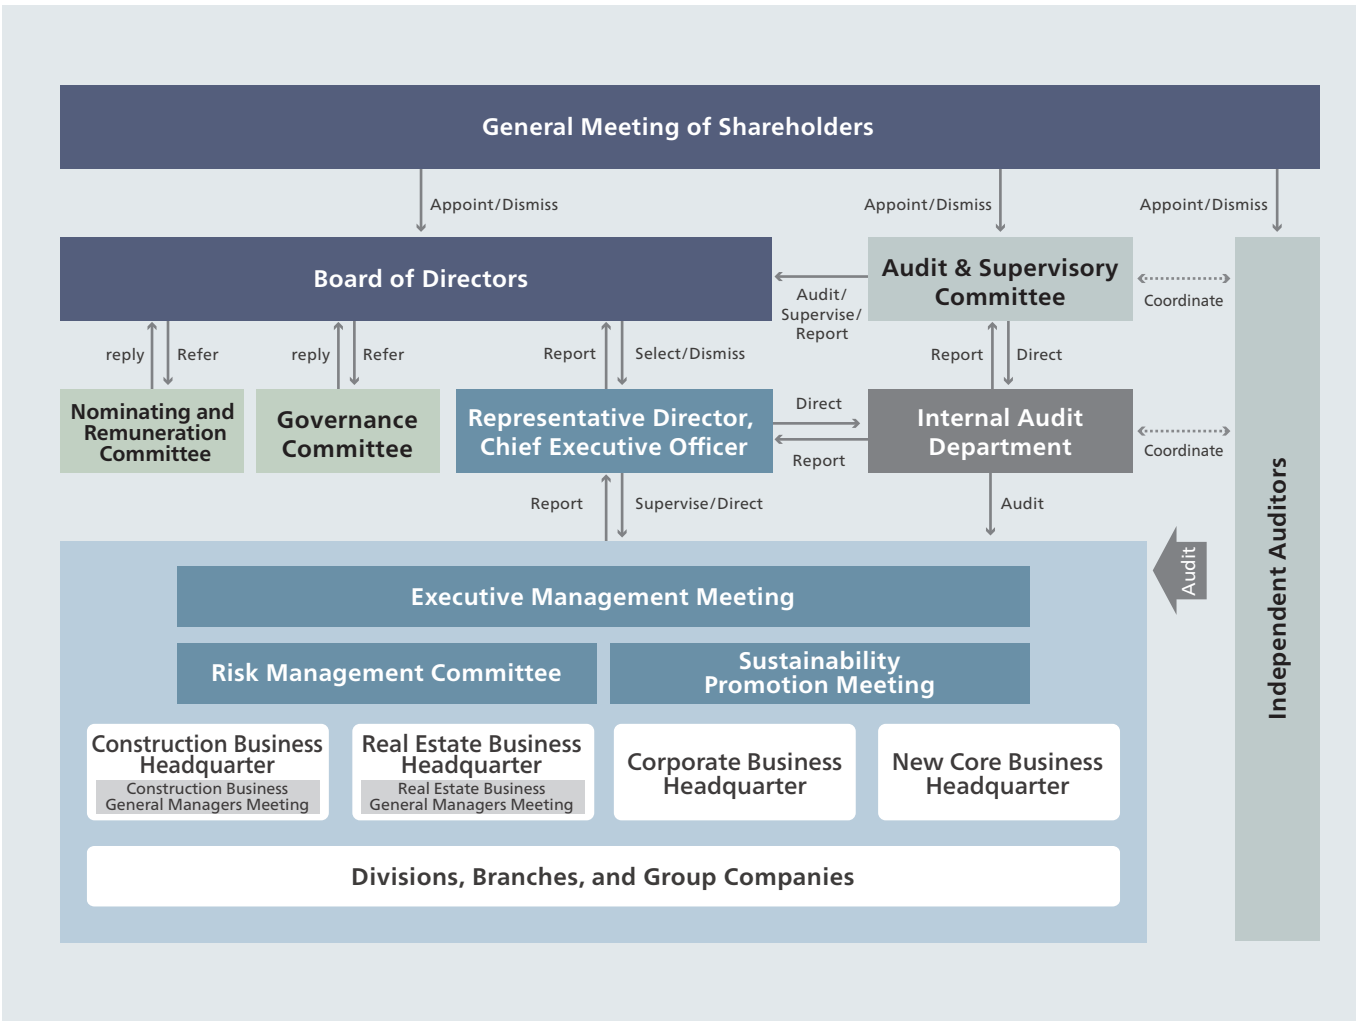 General Meeting of Shareholders
Appoint/Dismiss
Appoint/Dismiss
Appoint/Dismiss
Board of Directors
Audit & Supervisory
Committee
Audit/
Supervise/
Report
Coordinate
reply
Refer
reply
Refer
Report
Select/Dismiss
Report
Direct
Nominating and
Remuneration
Committee
Governance
Committee
Representative Director,
Chief Executive Officer
Direct
Report
Internal Audit
Department
Coordinate
Report
Supervise/Direct
Audit
Audit
Independent Auditors
Executive Management Meeting
Risk Management Committee
Sustainability
Promotion Meeting
Construction Business
Headquarter
Construction Business
General Managers Meeting
Real Estate Business
Headquarter
Real Estate Business
General Managers Meeting
Corporate Business
Headquarter
New Core Business
Headquarter
Divisions, Branches, and Group Companies